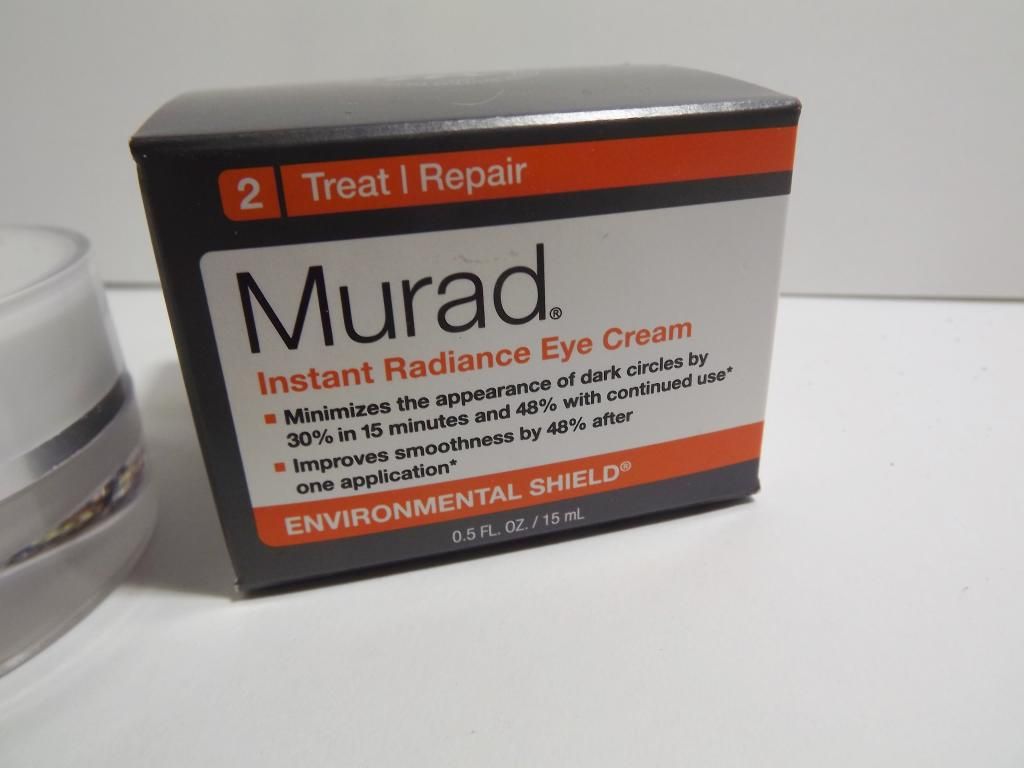 2 Treat | Repair
Murad®
Instant Radiance Eye Cream
▪ Minimizes the appearance of dark circles by
30% in 15 minutes and 48% with continued use*
▪ Improves smoothness by 48% after
one application*
ENVIRONMENTAL SHIELD®
0.5 FL. OZ. / 15 mL